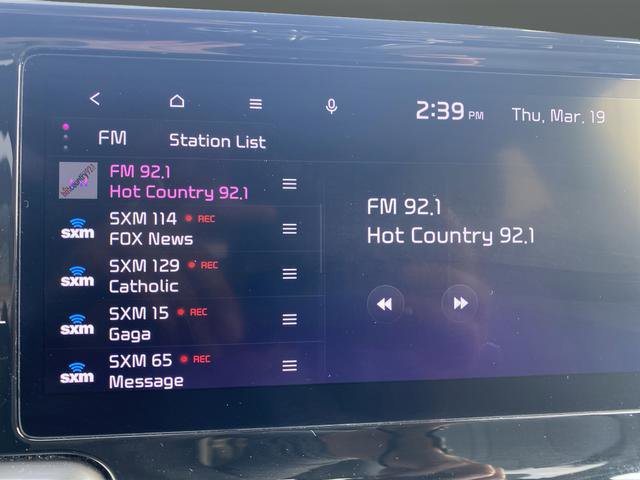 2:39 PM Thu, Mar. 19
FM Station List
FM 92.1
Hot Country 92.1
SXM 114 REC
sxm FOX News
SXM 129 REC
sxm Catholic
SXM 15 REC
sxm Gaga
SXM 65 REC
sxm Message
FM 92.1
Hot Country 92.1